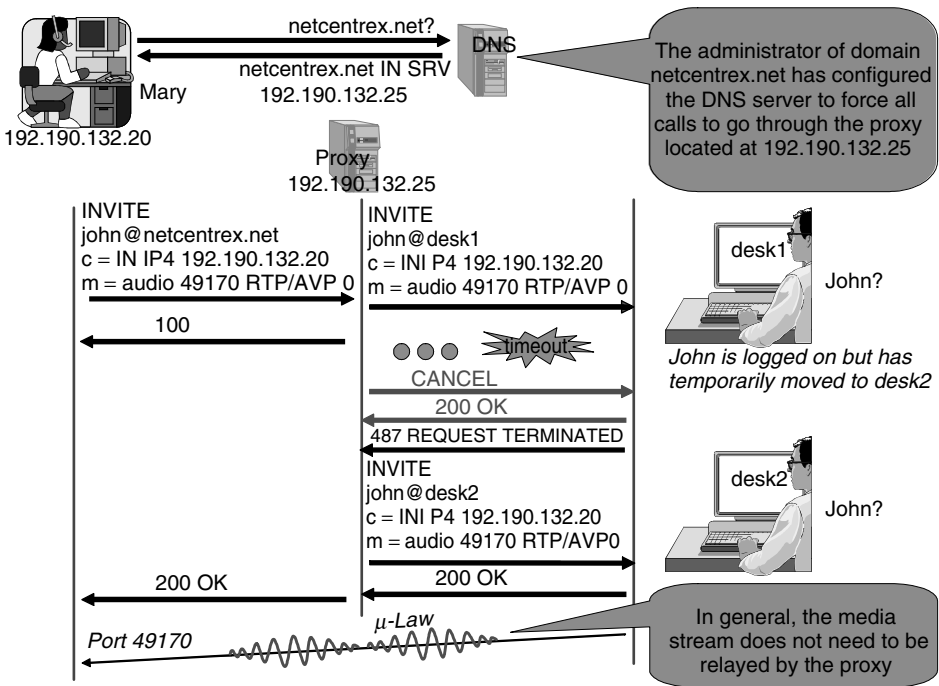 netcentrex.net?
DNS
netcentrex.net IN SRV
192.190.132.25
Mary
192.190.132.20
The administrator of domain
netcentrex.net has configured
the DNS server to force all
calls to go through the proxy
located at 192.190.132.25
Proxy
192.190.132.25
INVITE
john@netcentrex.net
c = IN IP4 192.190.132.20
m = audio 49170 RTP/AVP 0
INVITE
john@desk1
c = INI P4 192.190.132.20
m = audio 49170 RTP/AVP 0
desk1
John?
100
timeout
John is logged on but has
temporarily moved to desk2
CANCEL
200 OK
487 REQUEST TERMINATED
INVITE
john@desk2
c = INI P4 192.190.132.20
m = audio 49170 RTP/AVP0
desk2
John?
200 OK
200 OK
μ-Law
Port 49170
In general, the media
stream does not need to be
relayed by the proxy